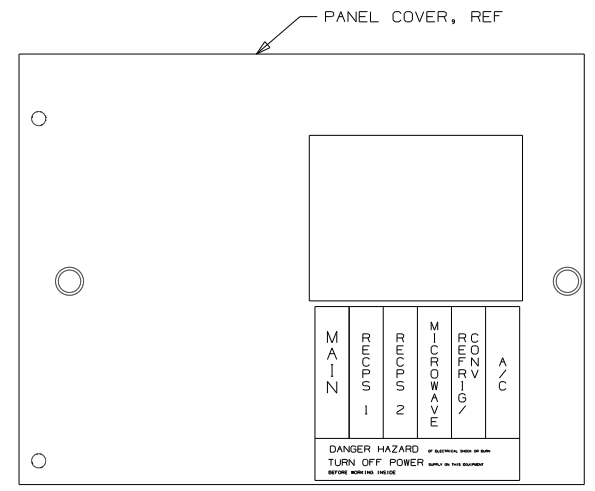 PANEL COVER, REF
MAIN
RECPS 1
RECPS 2
MICROWAVE
REFRIG/
CONV
A/C
DANGER HAZARD OF ELECTRICAL SHOCK OR BURN
TURN OFF POWER SUPPLY ON THIS EQUIPMENT
BEFORE WORKING INSIDE